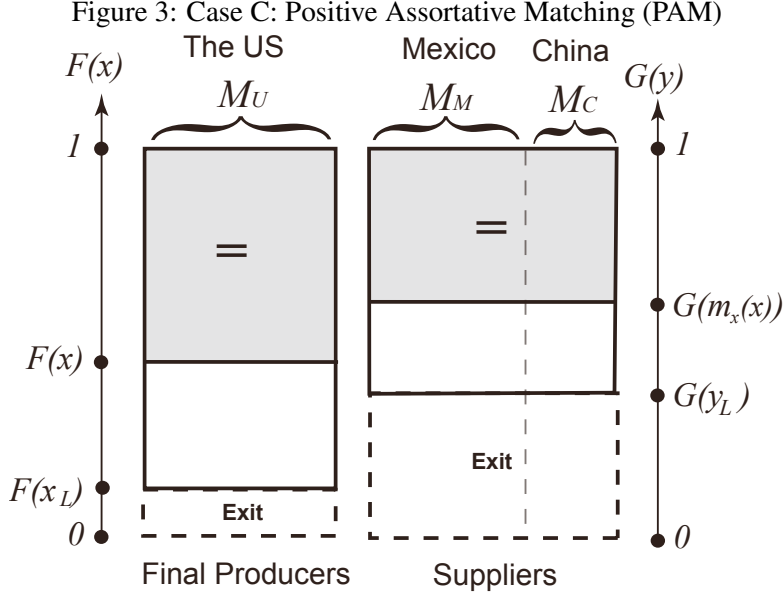 Figure 3: Case C: Positive Assortative Matching (PAM)
The US Mexico China
F(x) G(y)
M_U M_M M_C
1 1
= =
G(m_x(x))
F(x)
G(y_L)
Exit
F(x_L)
Exit
0 0
Final Producers Suppliers